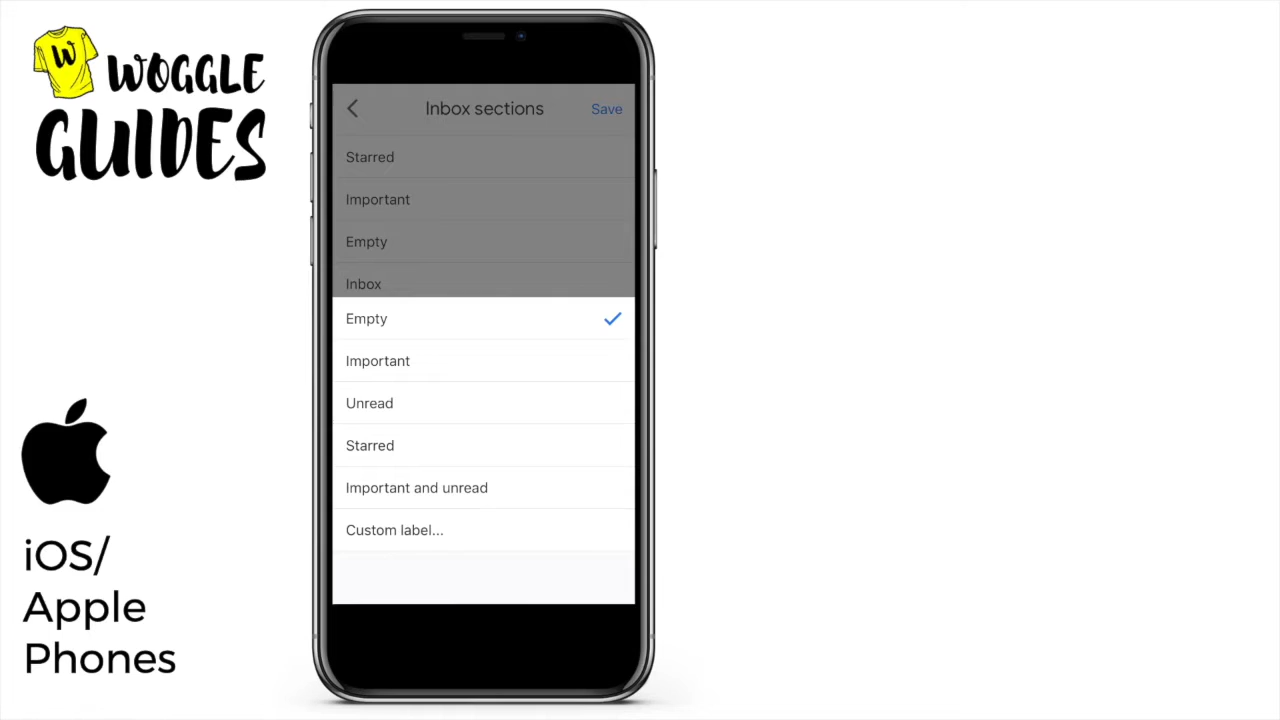 W
WOGGLE
GUIDES
Inbox sections
Save
Starred
Important
Empty
Inbox
Empty
Important
Unread
Starred
Important and unread
Custom label...
iOS/
Apple
Phones